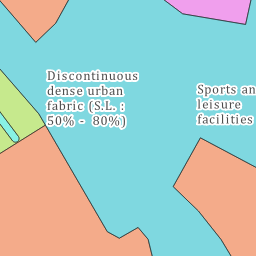 Discontinuous
dense urban
fabric (S.L. :
50% - 80%)
Sports an
leisure
facilities